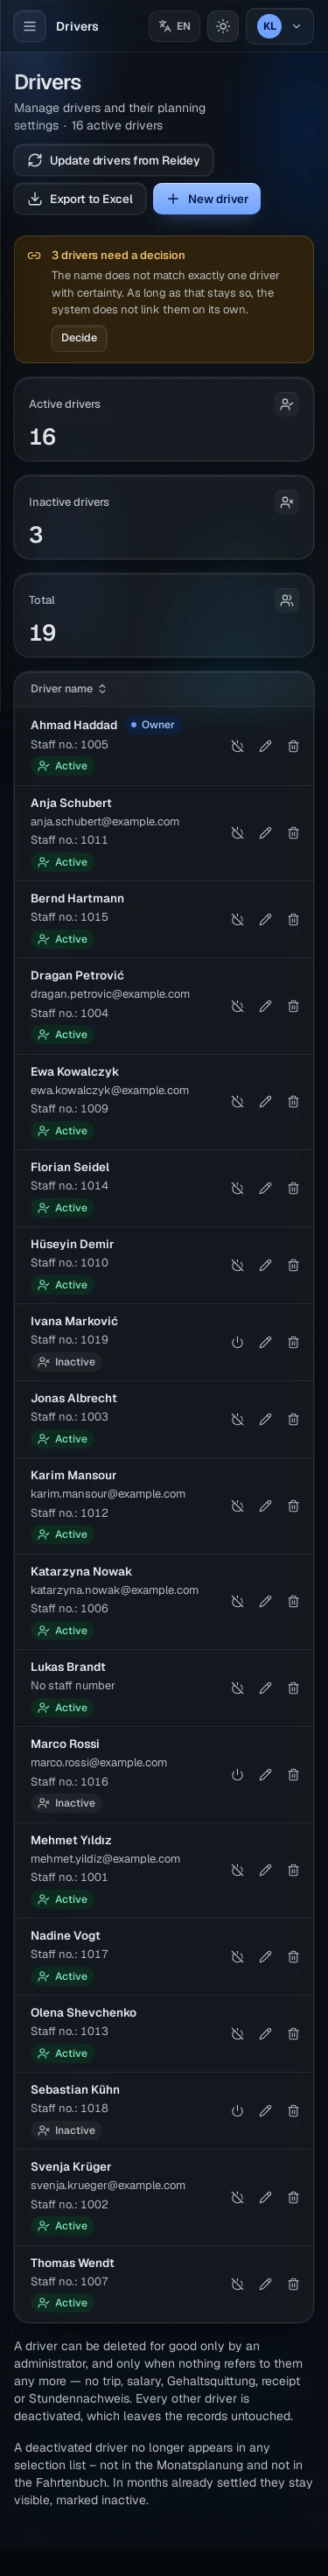 Drivers
EN
KL
Drivers
Manage drivers and their planning
settings · 16 active drivers
Update drivers from Reidey
Export to Excel
New driver
3 drivers need a decision
The name does not match exactly one driver
with certainty. As long as that stays so, the
system does not link them on its own.
Decide
Active drivers
16
Inactive drivers
3
Total
19
Driver name
Ahmad Haddad
Owner
Staff no.: 1005
Active
Anja Schubert
anja.schubert@example.com
Staff no.: 1011
Active
Bernd Hartmann
Staff no.: 1015
Active
Dragan Petrović
dragan.petrovic@example.com
Staff no.: 1004
Active
Ewa Kowalczyk
ewa.kowalczyk@example.com
Staff no.: 1009
Active
Florian Seidel
Staff no.: 1014
Active
Hüseyin Demir
Staff no.: 1010
Active
Ivana Marković
Staff no.: 1019
Inactive
Jonas Albrecht
Staff no.: 1003
Active
Karim Mansour
karim.mansour@example.com
Staff no.: 1012
Active
Katarzyna Nowak
katarzyna.nowak@example.com
Staff no.: 1006
Active
Lukas Brandt
No staff number
Active
Marco Rossi
marco.rossi@example.com
Staff no.: 1016
Inactive
Mehmet Yıldız
mehmet.yildiz@example.com
Staff no.: 1001
Active
Nadine Vogt
Staff no.: 1017
Active
Olena Shevchenko
Staff no.: 1013
Active
Sebastian Kühn
Staff no.: 1018
Inactive
Svenja Krüger
svenja.krueger@example.com
Staff no.: 1002
Active
Thomas Wendt
Staff no.: 1007
Active
A driver can be deleted for good only by an
administrator, and only when nothing refers to them
any more — no trip, salary, Gehaltsquittung, receipt
or Stundennachweis. Every other driver is
deactivated, which leaves the records untouched.
A deactivated driver no longer appears in any
selection list – not in the Monatsplanung and not in
the Fahrtenbuch. In months already settled they stay
visible, marked inactive.